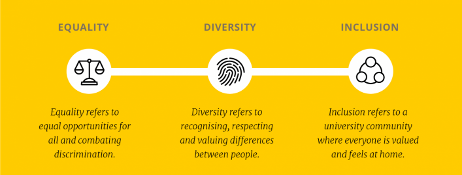 EQUALITY
DIVERSITY
INCLUSION
Equality refers to
equal opportunities for
all and combating
discrimination.
Diversity refers to
recognising, respecting
and valuing differences
between people.
Inclusion refers to a
university community
where everyone is valued
and feels at home.